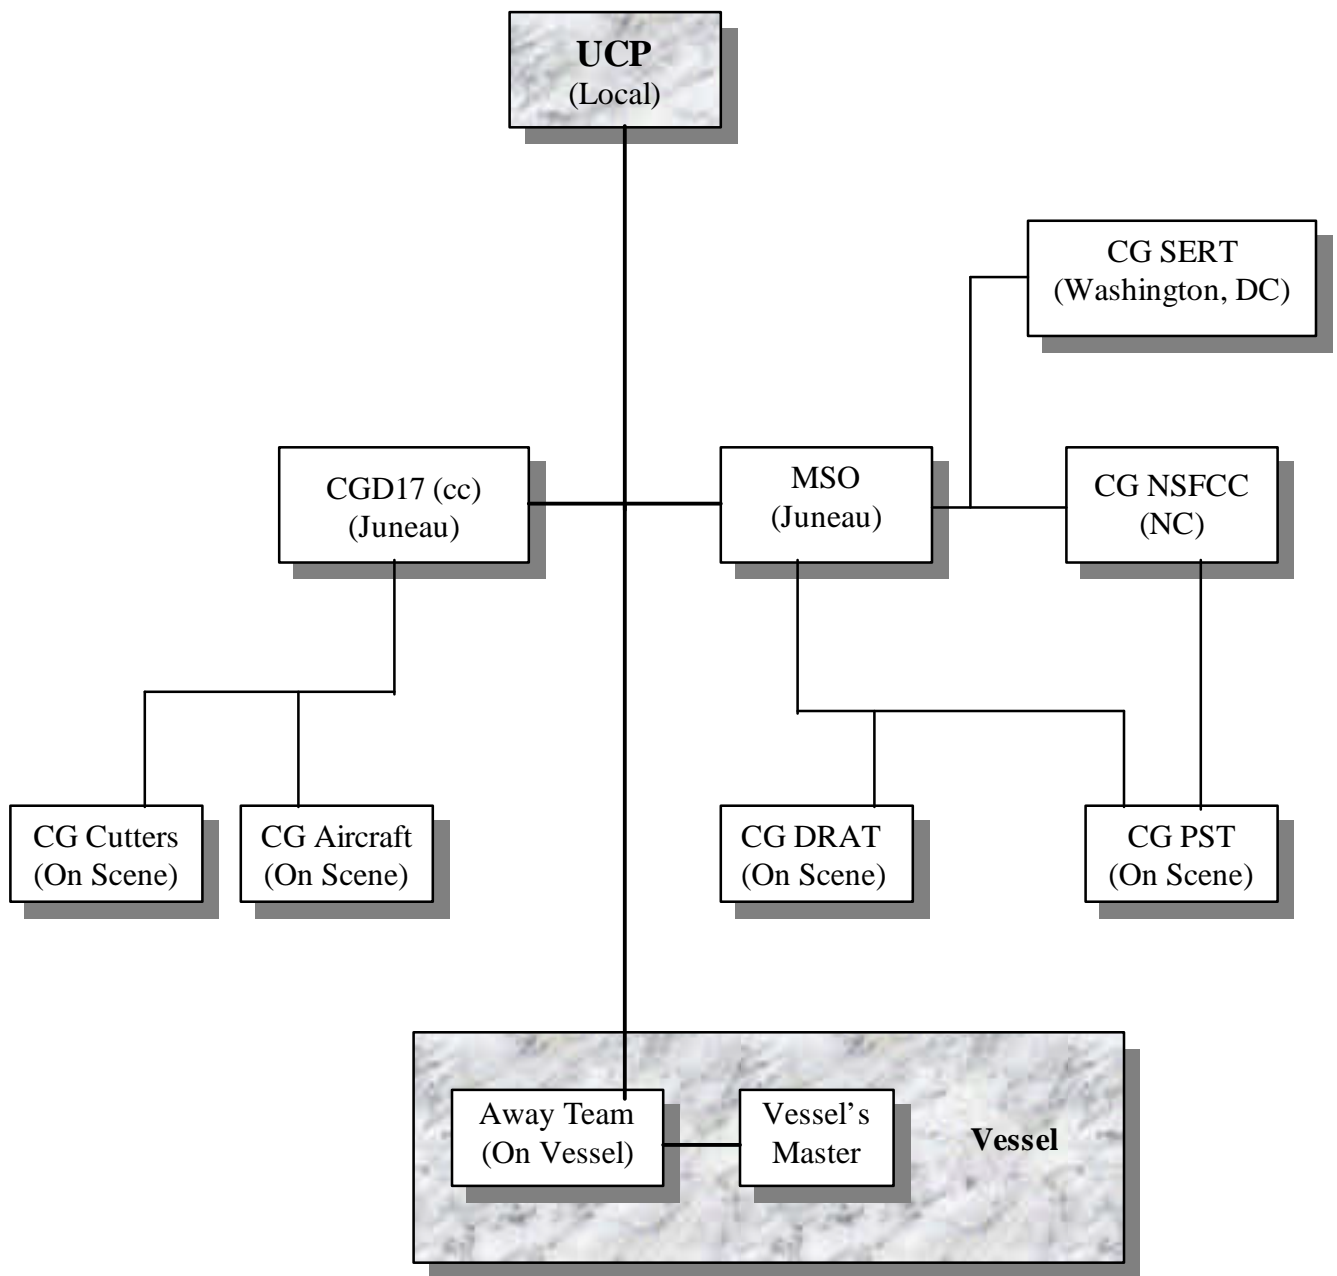 UCP
(Local)
CG SERT
(Washington, DC)
CGD17 (cc)
(Juneau)
MSO
(Juneau)
CG NSFCC
(NC)
CG Cutters
(On Scene)
CG Aircraft
(On Scene)
CG DRAT
(On Scene)
CG PST
(On Scene)
Away Team
(On Vessel)
Vessel’s
Master
Vessel